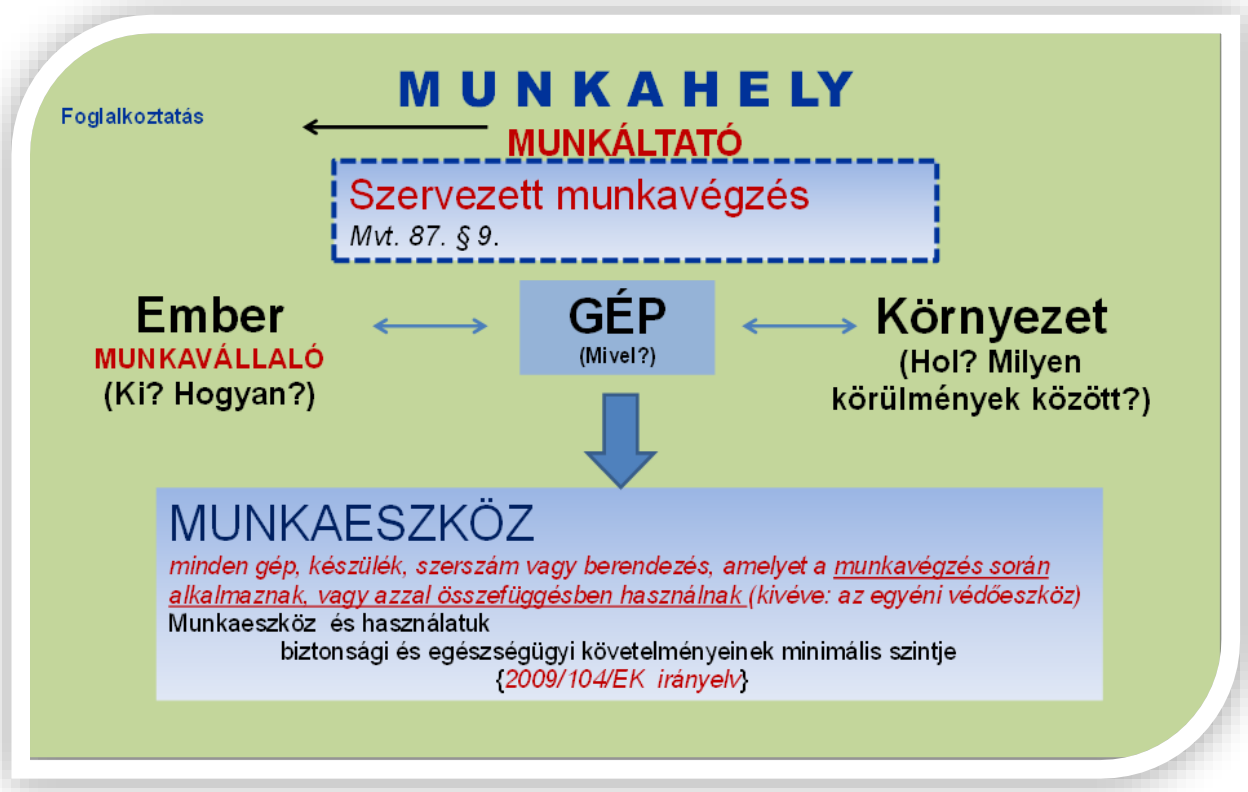 MUNKAHELY
Foglalkoztatás
MUNKÁLTATÓ
Szervezett munkavégzés
Mvt. 87. § 9.
Ember
MUNKAVÁLLALÓ
(Ki? Hogyan?)
GÉP
(Mivel?)
Környezet
(Hol? Milyen
körülmények között?)
MUNKAESZKÖZ
minden gép, készülék, szerszám vagy berendezés, amelyet a munkavégzés során
alkalmaznak, vagy azzal összefüggésben használnak (kivéve: az egyéni védőeszköz)
Munkaeszköz és használatuk
biztonsági és egészségügyi követelményeinek minimális szintje
{2009/104/EK irányelv}